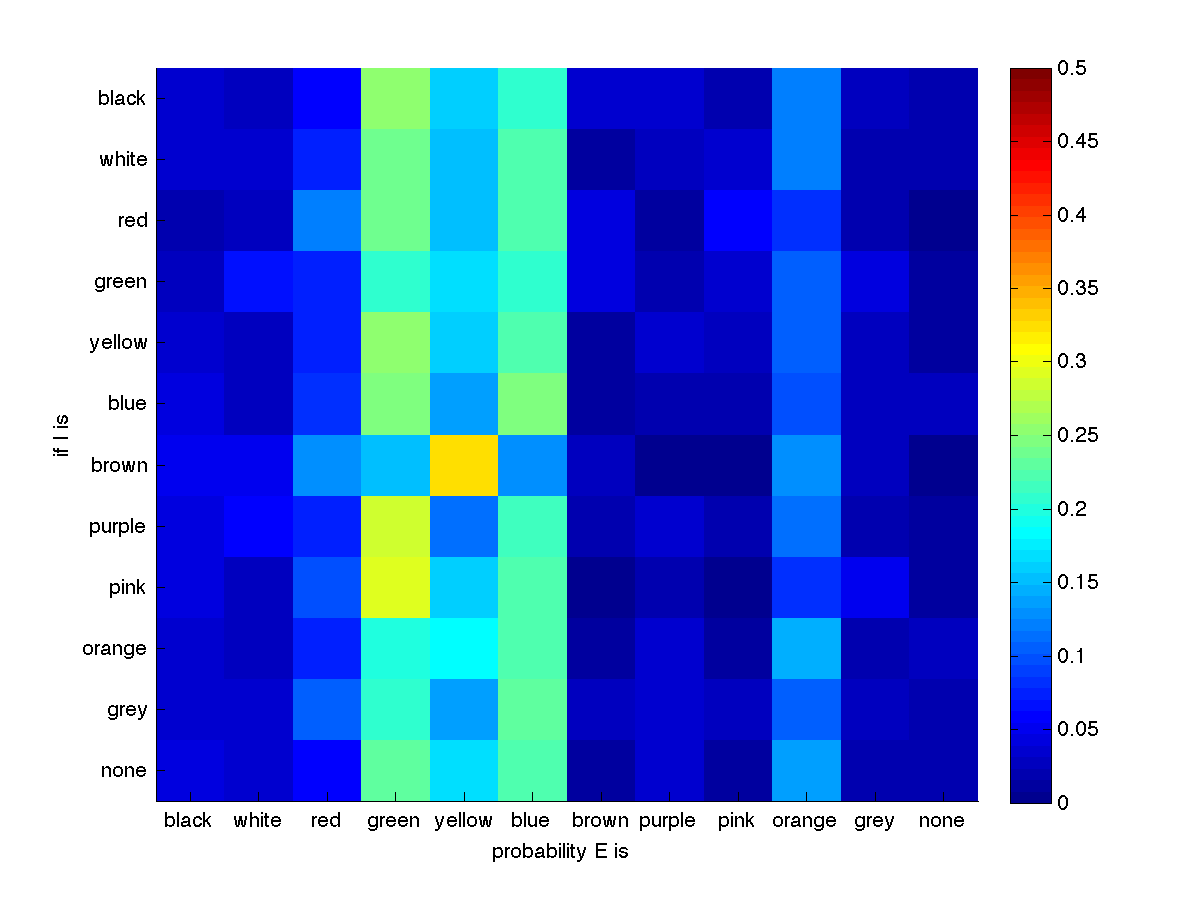 black
white
red
green
yellow
blue
brown
purple
pink
orange
grey
none
if I is
black white red green yellow blue brown purple pink orange grey none
probability E is
0.5
0.45
0.4
0.35
0.3
0.25
0.2
0.15
0.1
0.05
0